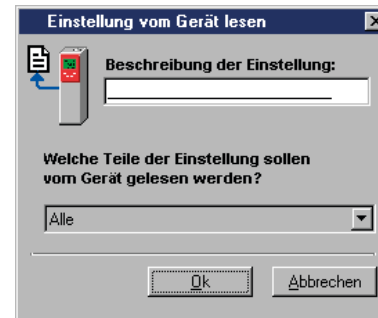 Einstellung vom Gerät lesen
Beschreibung der Einstellung:
Welche Teile der Einstellung sollen
vom Gerät gelesen werden?
Alle
Ok
Abbrechen